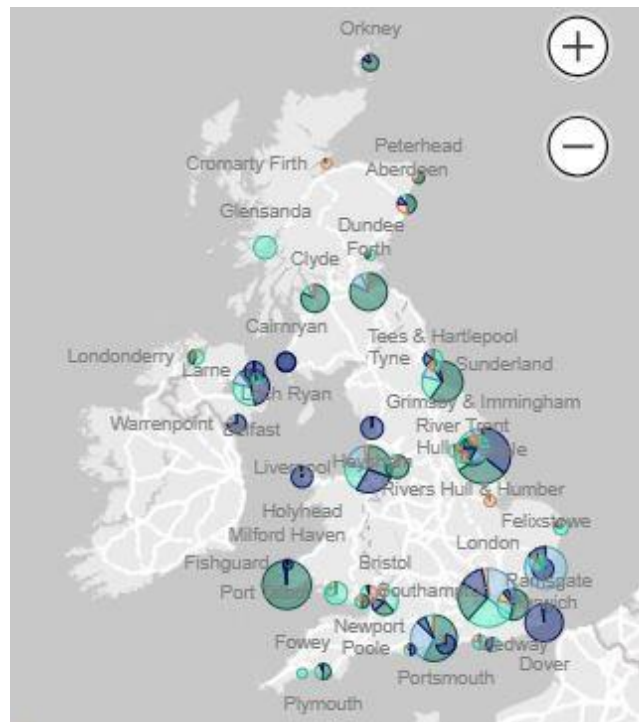 Orkney
Peterhead
Cromarty Firth
Aberdeen
Glensanda
Dundee
Forth
Clyde
Cairnryan
Tees & Hartlepool
Londonderry
Tyne
Sunderland
Larne
Loch Ryan
Grimsby & Immingham
Warrenpoint
Belfast
River Trent
Hull
Liverpool
Rivers Hull & Humber
Holyhead
Felixstowe
Milford Haven
London
Fishguard
Bristol
Port Talbot
Southampton
Ramsgate
Newport
Fowey
Poole
Medway
Dover
Portsmouth
Plymouth